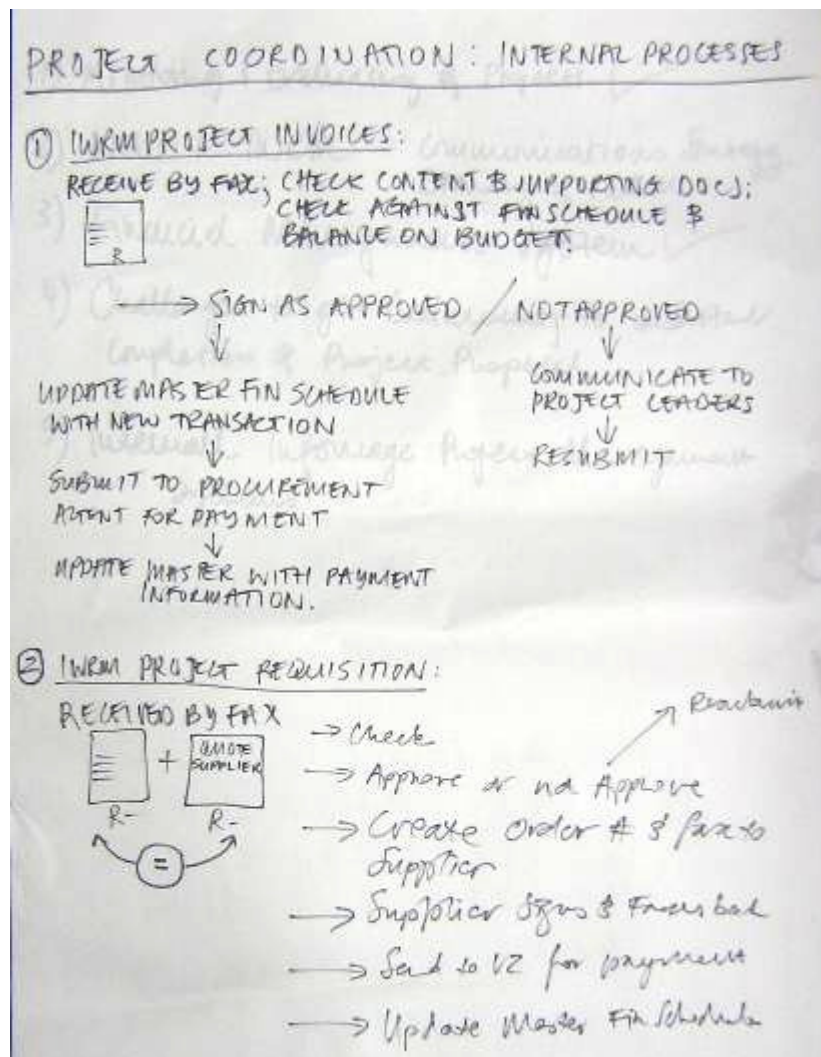 PROJECT COORDINATION: INTERNAL PROCESSES
① IWRM PROJECT INVOICES:
RECEIVE BY FAX; CHECK CONTENT & SUPPORTING DOCS;
CHECK AGAINST FIN SCHEDULE &
BALANCE ON BUDGET.
R
→ SIGN AS APPROVED / NOT APPROVED
↓ ↓
UPDATE MASTER FIN SCHEDULE
WITH NEW TRANSACTION
COMMUNICATE TO
PROJECT LEADERS
↓
RESUBMIT
↓
SUBMIT TO PROCUREMENT
AGENT FOR PAYMENT
↓
UPDATE MASTER WITH PAYMENT
INFORMATION.
② IWRM PROJECT REQUISITION:
RECEIVED BY FAX
+ QUOTE
SUPPLIER
R- R-
=
→ Check
→ Approve or not Approve
→ Create Order # & fax to
Supplier
→ Supplier Signs & Faxes back
→ Send to VZ for payment
→ Update Master Fin Schedule